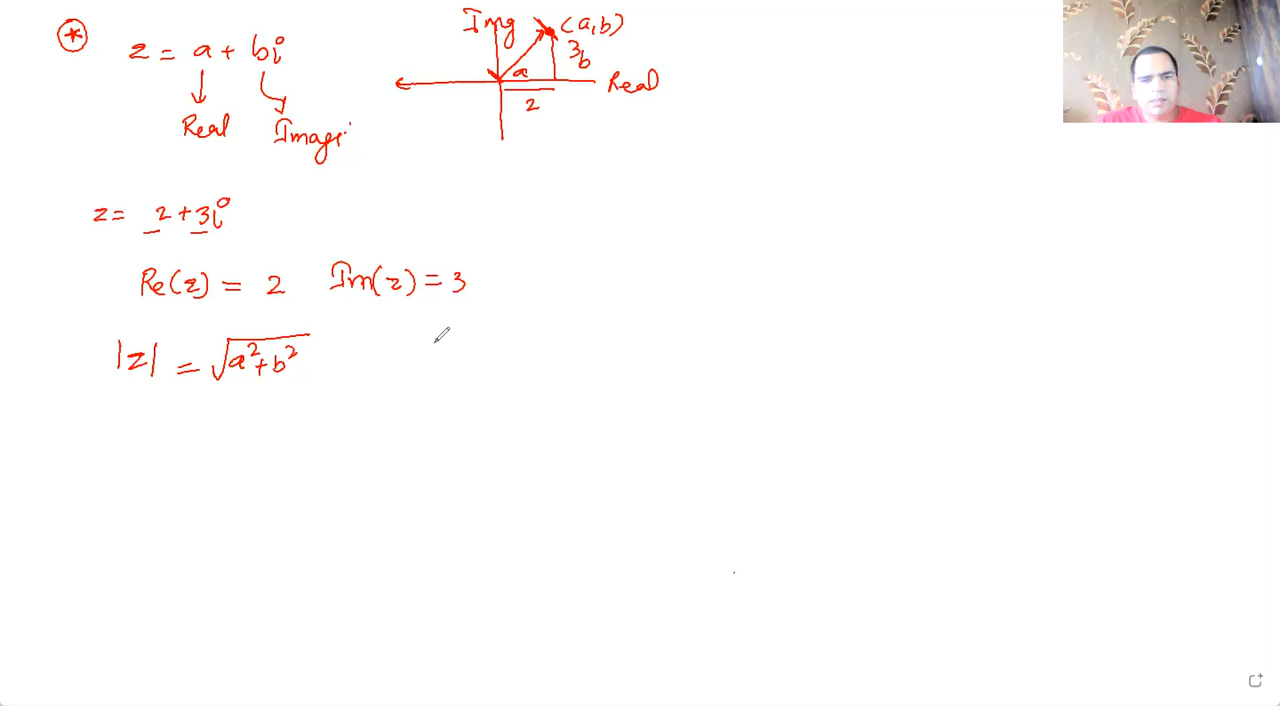 *
z = a + bi
Real
Imagi
Img
(a,b)
3
b
a
Real
2
z = 2 + 3i
Re(z) = 2 Im(z) = 3
|z| = √a²+b²